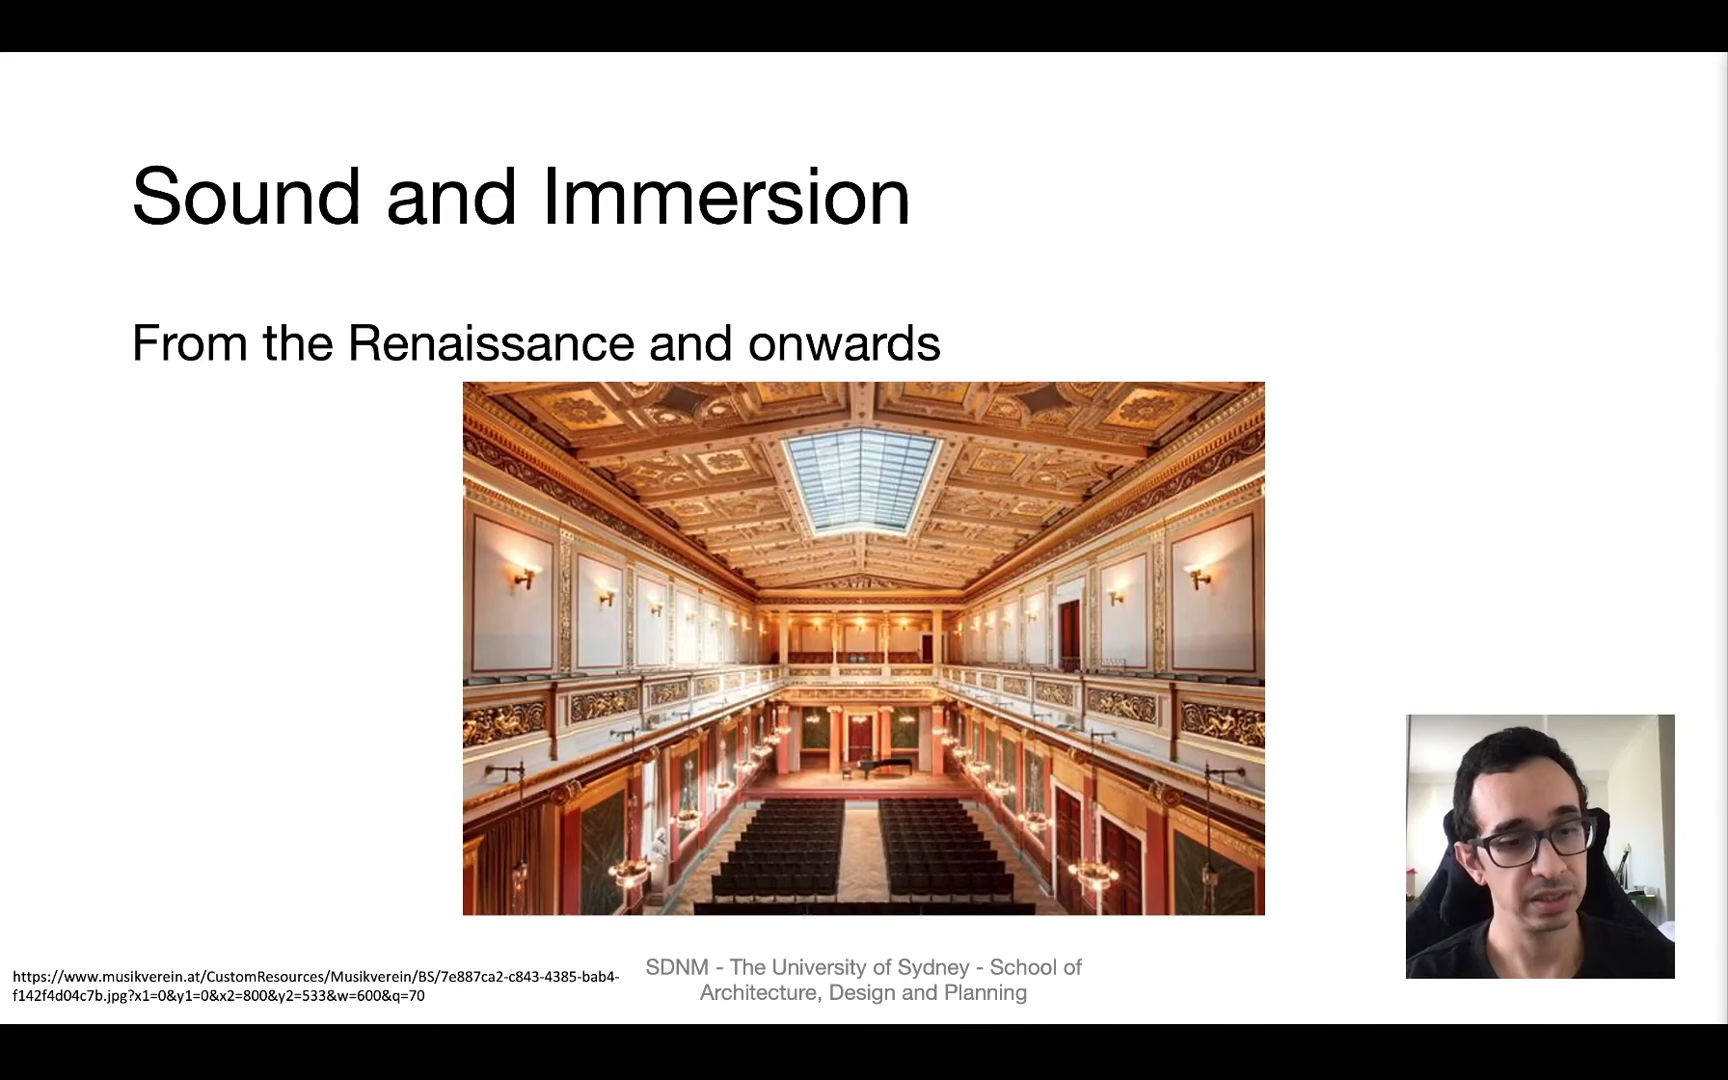 Sound and Immersion
From the Renaissance and onwards
https://www.musikverein.at/CustomResources/Musikverein/BS/7e887ca2-c843-4385-bab4-
f142f4d04c7b.jpg?x1=0&y1=0&x2=800&y2=533&w=600&q=70
SDNM - The University of Sydney - School of
Architecture, Design and Planning